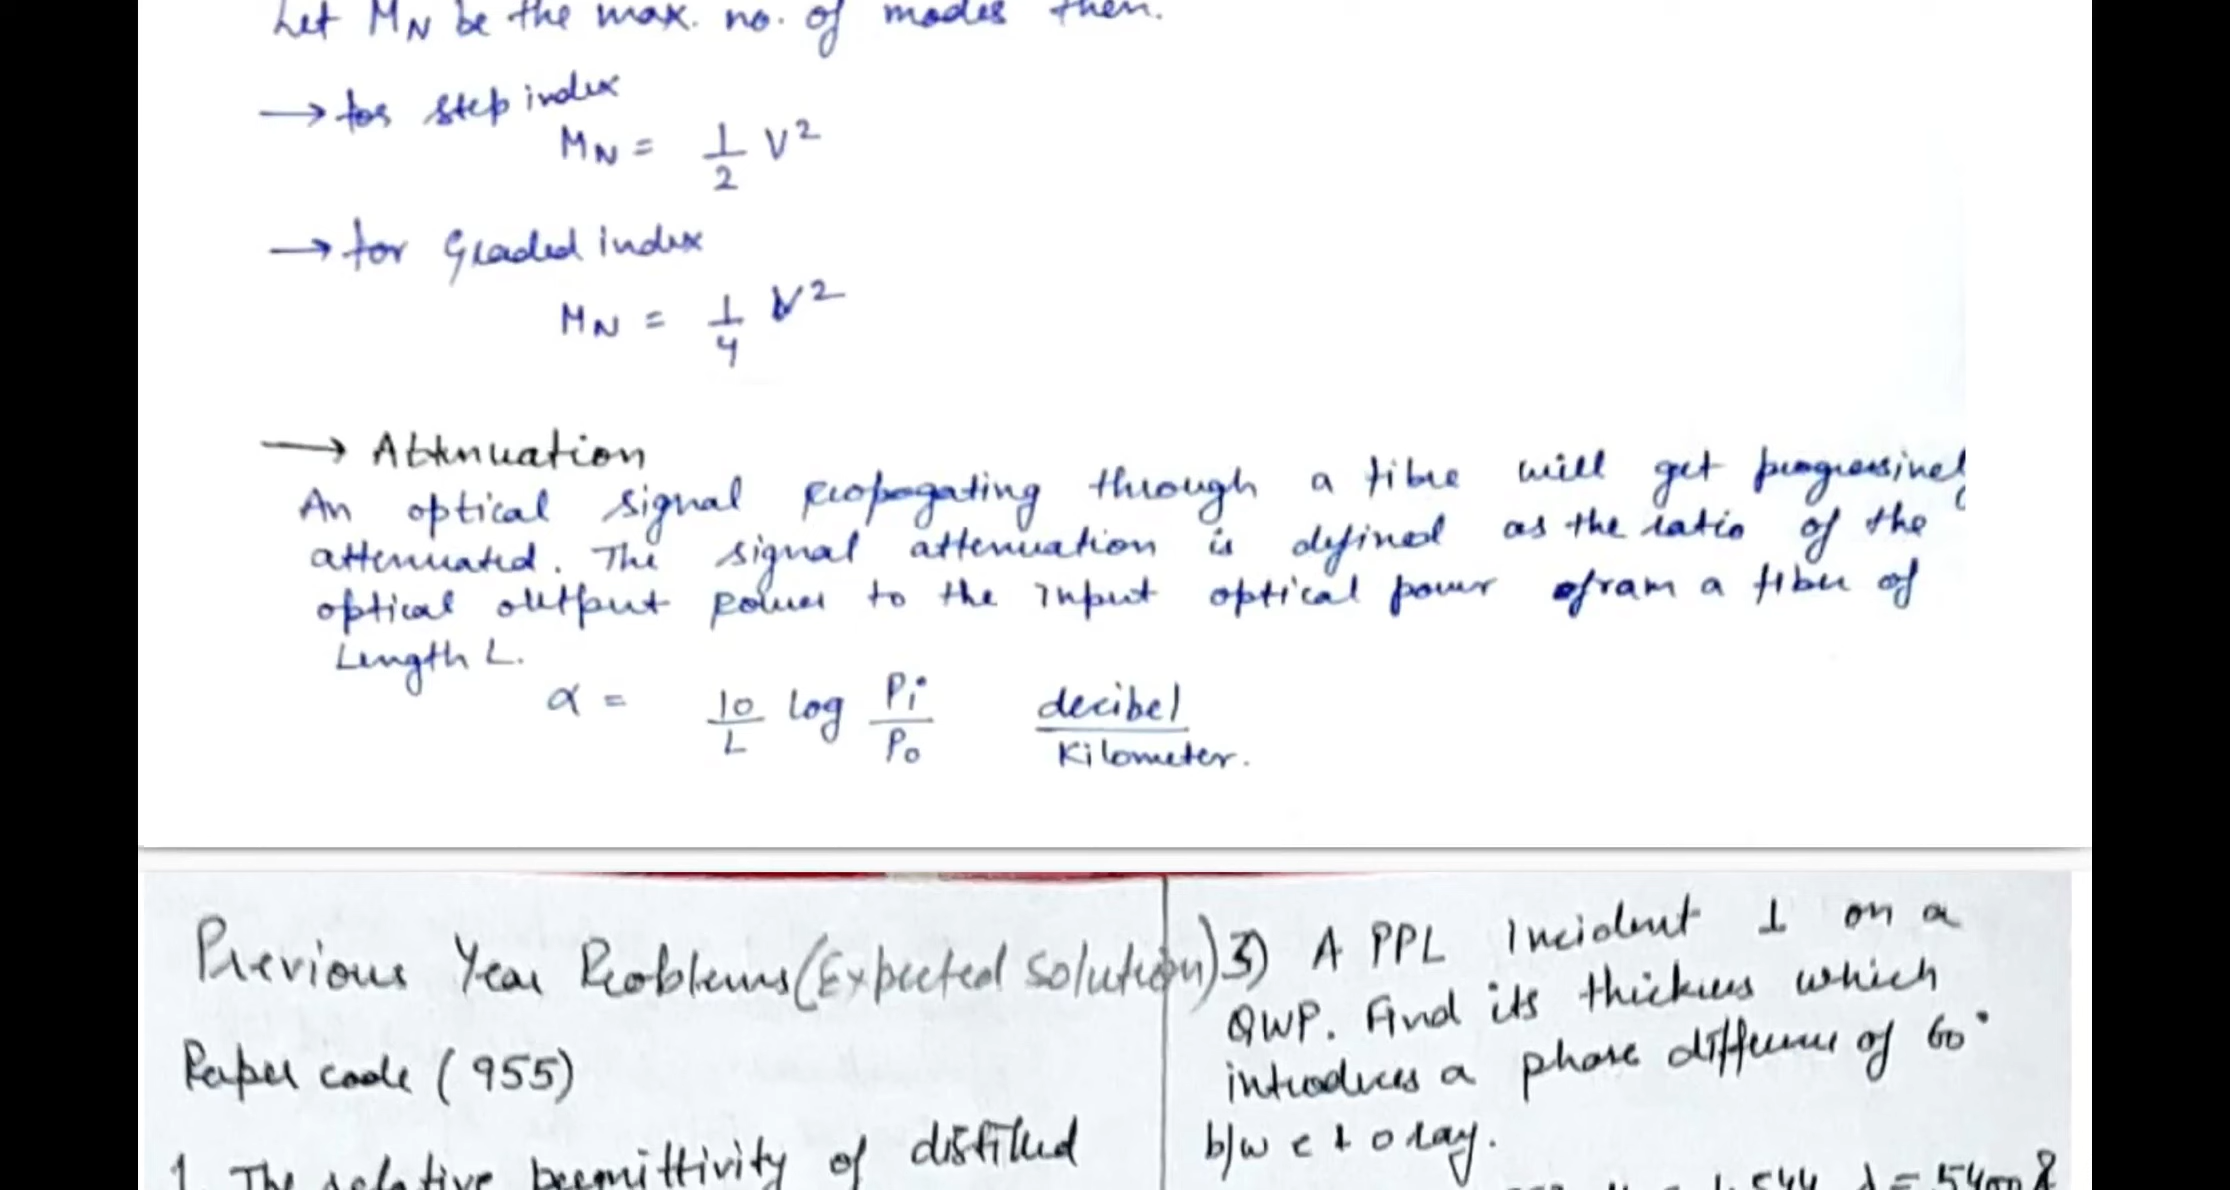 Let MN be the max. no. of modes then.
→ for step index
MN = 1/2 V²
→ for Graded index
MN = 1/4 V²
→ Attenuation
An optical signal propogating through a fibre will get progressively
attenuated. The signal attenuation is defined as the ratio of the
optical output power to the input optical power from a fiber of
Length L.
α = 10/L log Pi/Po decibel/Kilometer.
Previous Year Problems (Expected solution)
Paper code (955)
1. The relative permittivity of distilled
3) A PPL Incident ⊥ on a
QWP. Find its thickness which
introduces a phase difference of 60°
b/w e & o ray.
λ = 5400 Å